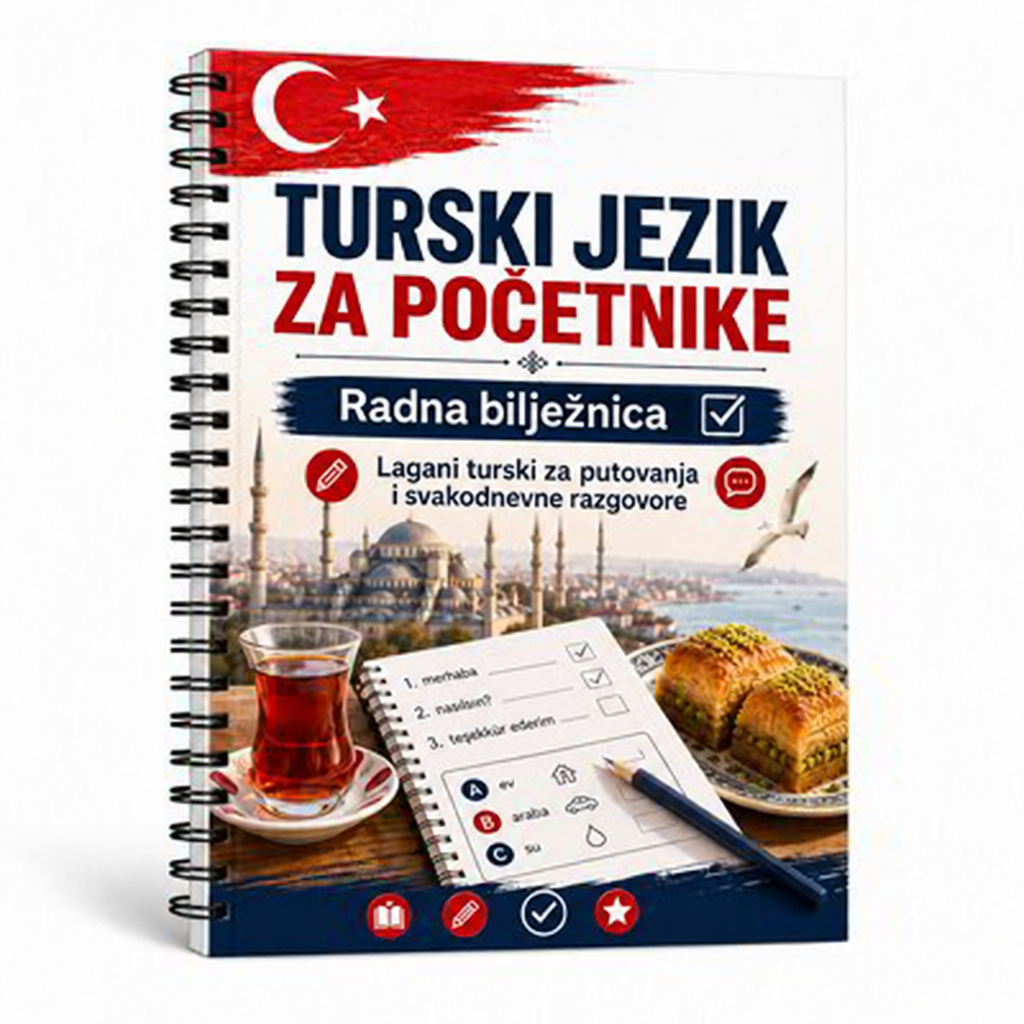 TURSKI JEZIK
ZA POČETNIKE
Radna bilježnica
Lagani turski za putovanja
i svakodnevne razgovore
1. merhaba
2. nasılsın?
3. teşekkür ederim
A ev
B araba
C su